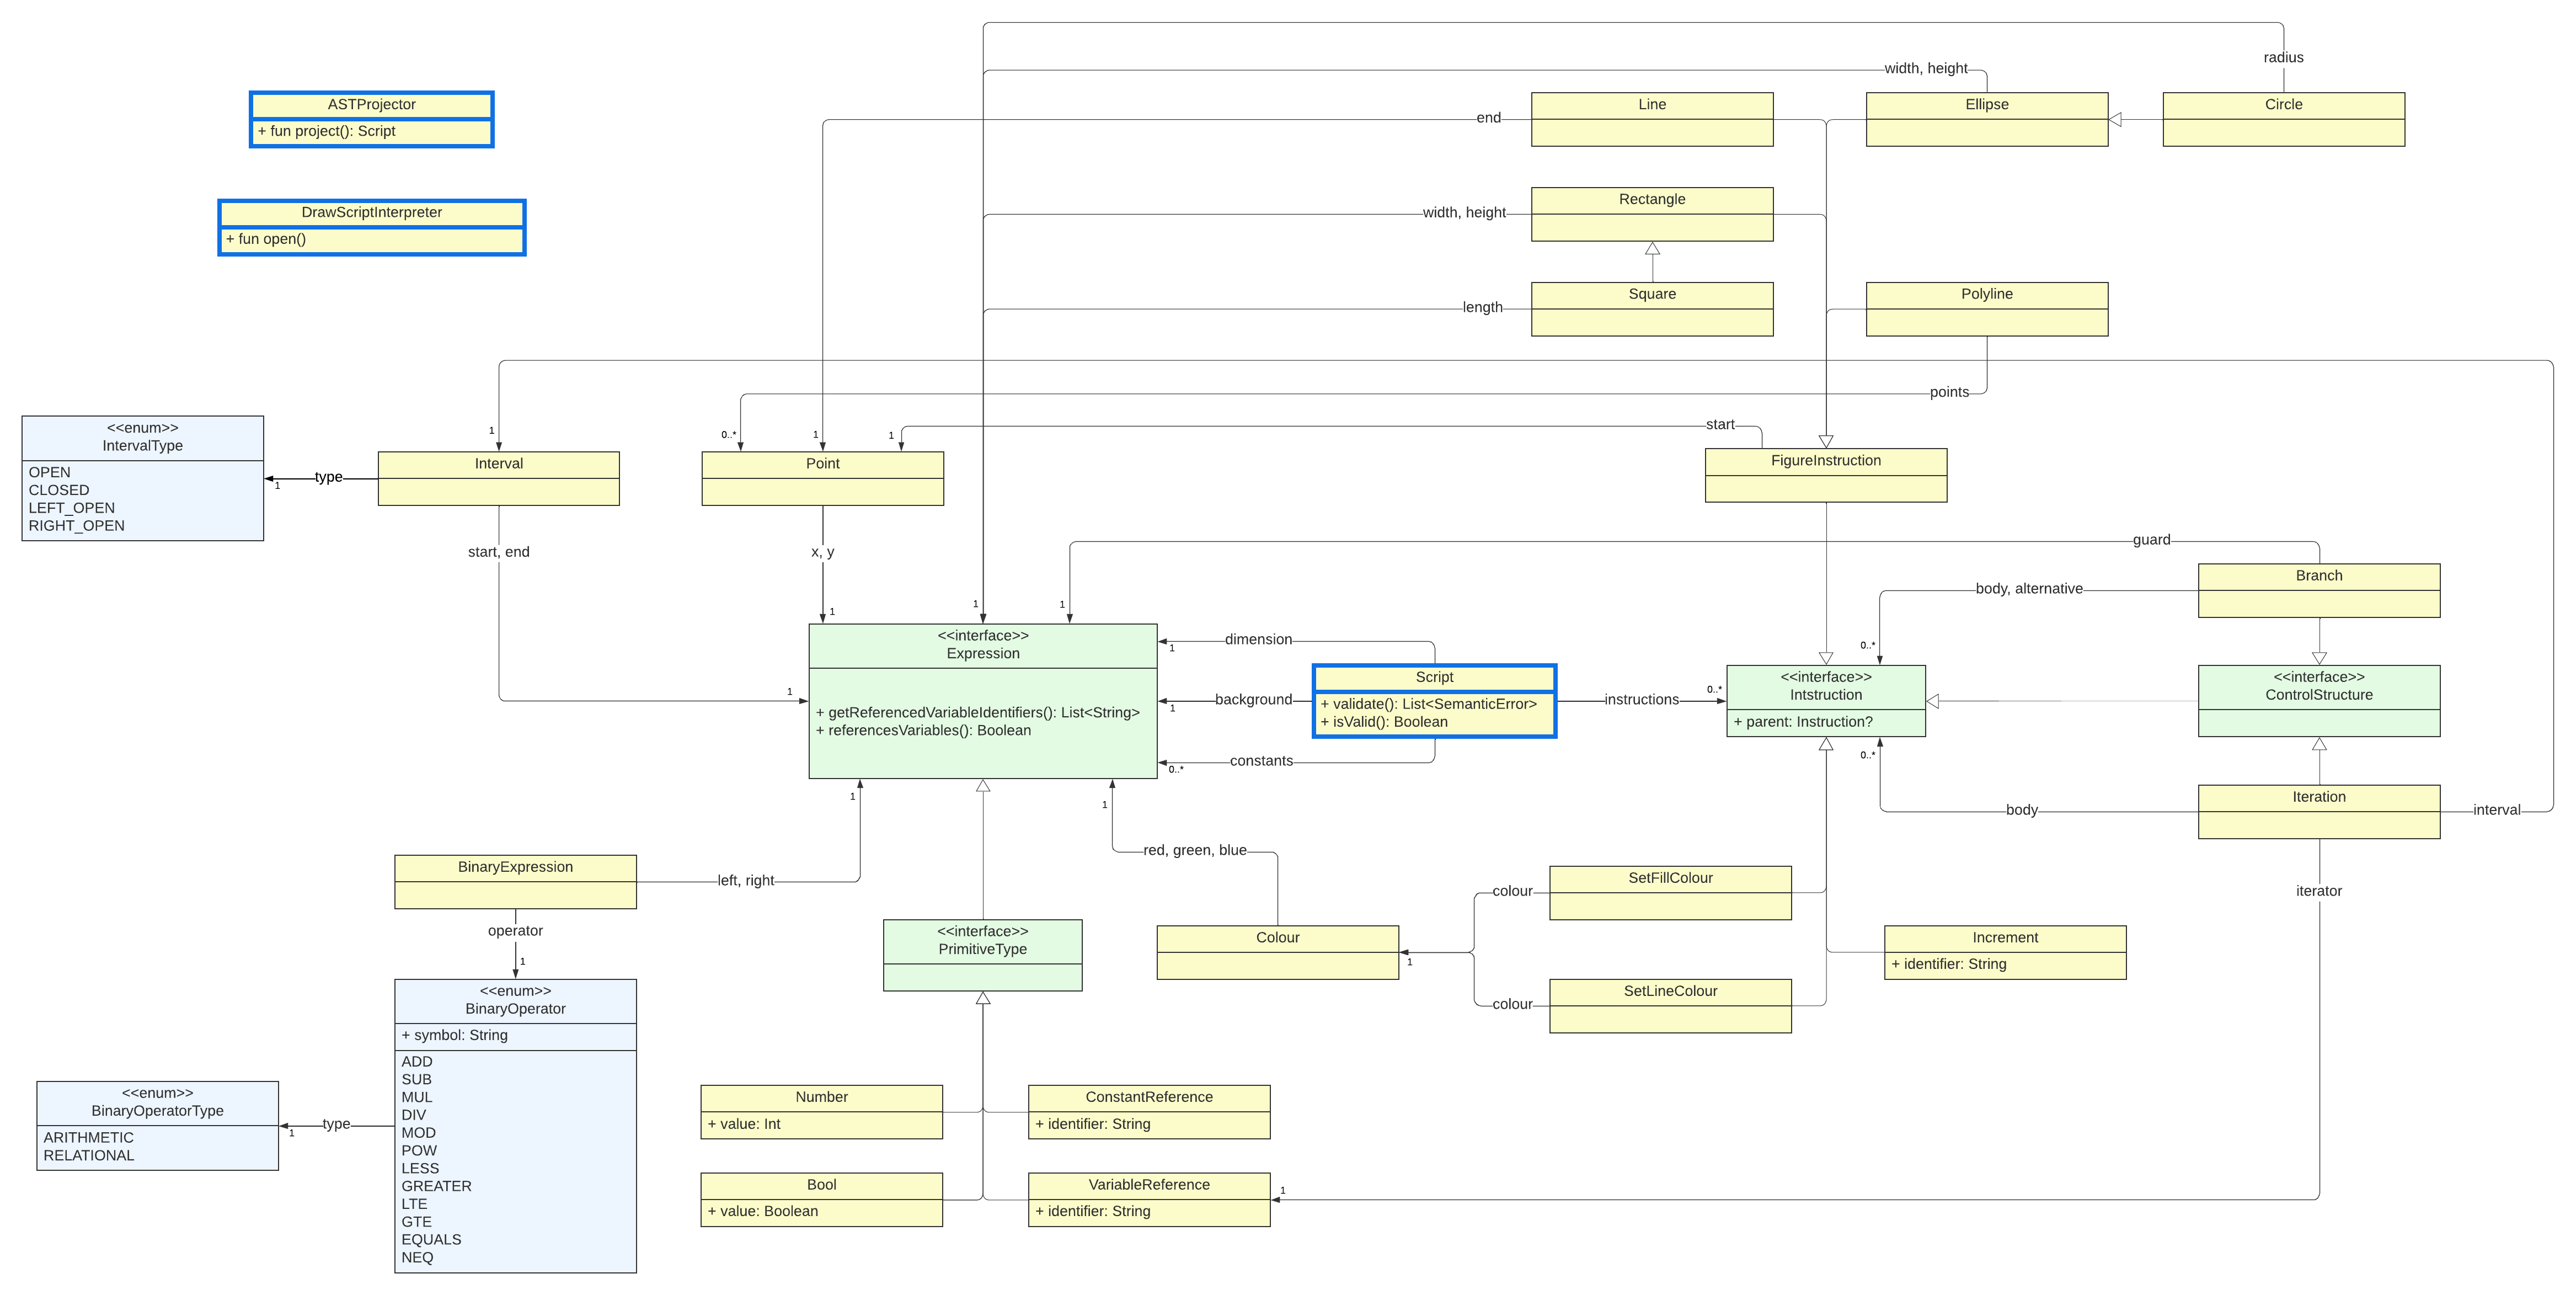 radius
width, height
ASTProjector
+ fun project(): Script
Line
Ellipse
Circle
end
DrawScriptInterpreter
+ fun open()
Rectangle
width, height
Square
length
Polyline
points
start
<<enum>>
IntervalType
OPEN
CLOSED
LEFT_OPEN
RIGHT_OPEN
1
type
1
Interval
0..*
1
1
Point
FigureInstruction
start, end
x, y
guard
1
1
1
Branch
body, alternative
0..*
<<interface>>
Expression
+ getReferencedVariableIdentifiers(): List<String>
+ referencesVariables(): Boolean
1
dimension
1
background
1
constants
0..*
Script
+ validate(): List<SemanticError>
+ isValid(): Boolean
instructions
0..*
<<interface>>
Intstruction
+ parent: Instruction?
<<interface>>
ControlStructure
0..*
body
Iteration
interval
1
1
red, green, blue
BinaryExpression
left, right
operator
1
SetFillColour
colour
iterator
<<interface>>
PrimitiveType
Colour
1
Increment
+ identifier: String
SetLineColour
colour
<<enum>>
BinaryOperator
+ symbol: String
ADD
SUB
MUL
DIV
MOD
POW
LESS
GREATER
LTE
GTE
EQUALS
NEQ
<<enum>>
BinaryOperatorType
ARITHMETIC
RELATIONAL
1
type
Number
+ value: Int
ConstantReference
+ identifier: String
Bool
+ value: Boolean
VariableReference
+ identifier: String
1